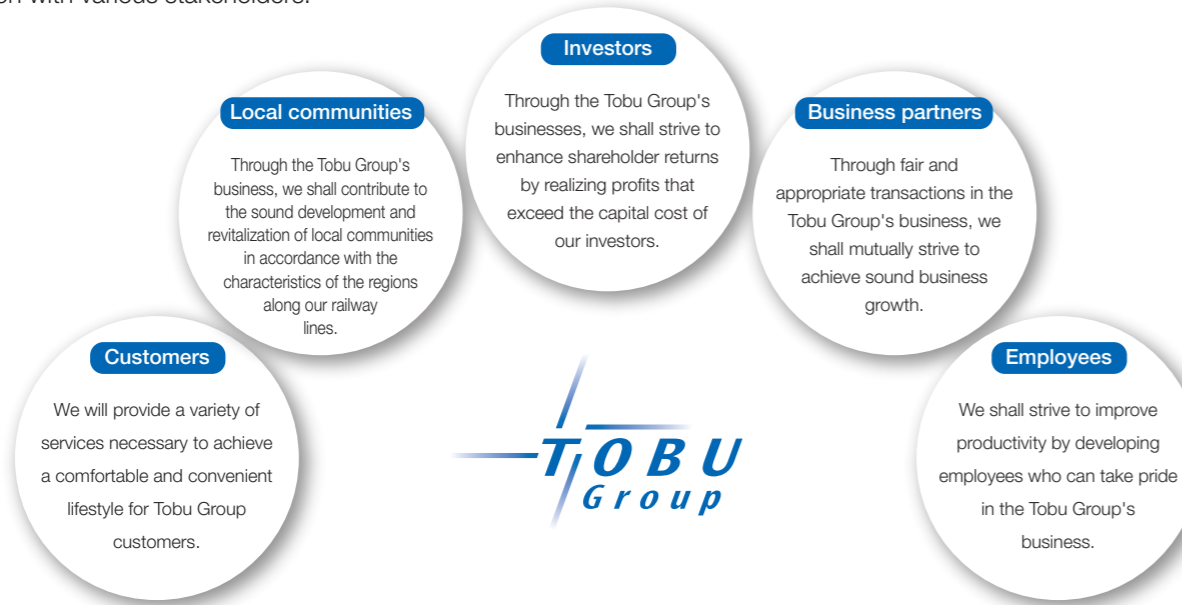 with various stakeholders.
Investors
Through the Tobu Group's
businesses, we shall strive to
enhance shareholder returns
by realizing profits that
exceed the capital cost of
our investors.
Local communities
Through the Tobu Group's
business, we shall contribute to
the sound development and
revitalization of local communities
in accordance with the
characteristics of the regions
along our railway
lines.
Business partners
Through fair and
appropriate transactions in the
Tobu Group's business, we
shall mutually strive to
achieve sound business
growth.
Customers
We will provide a variety of
services necessary to achieve
a comfortable and convenient
lifestyle for Tobu Group
customers.
Employees
We shall strive to improve
productivity by developing
employees who can take pride
in the Tobu Group's
business.
TOBU
Group